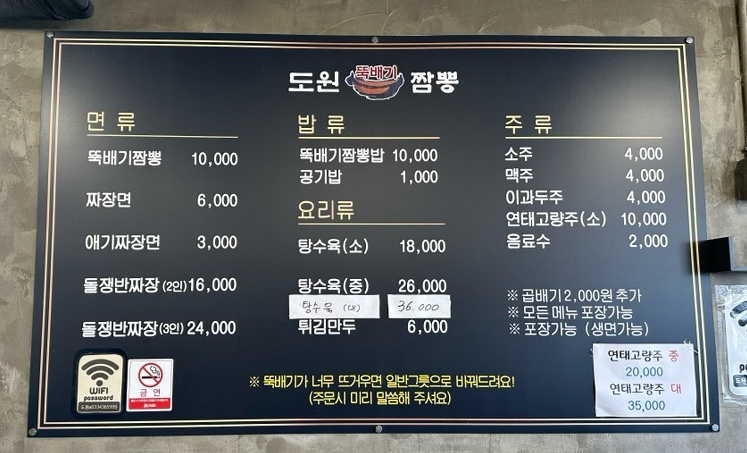 도원 뚝배기 짬뽕
면 류
뚝배기짬뽕 10,000
짜장면 6,000
애기짜장면 3,000
돌쟁반짜장 (2인) 16,000
돌쟁반짜장 (3인) 24,000
밥 류
뚝배기짬뽕밥 10,000
공기밥 1,000
요리류
탕수육(소) 18,000
탕수육(중) 26,000
탕수육 (대) 36.000
튀김만두 6,000
주 류
소주 4,000
맥주 4,000
이과두주 4,000
연태고량주(소) 10,000
음료수 2,000
※ 곱배기 2,000원 추가
※ 모든 메뉴 포장가능
※ 포장가능 (생면가능)
연태고량주 중
20,000
연태고량주 대
35,000
※ 뚝배기가 너무 뜨거우면 일반그릇으로 바꿔드려요!
(주문시 미리 말씀해 주셔요)
WiFi
password
금 연